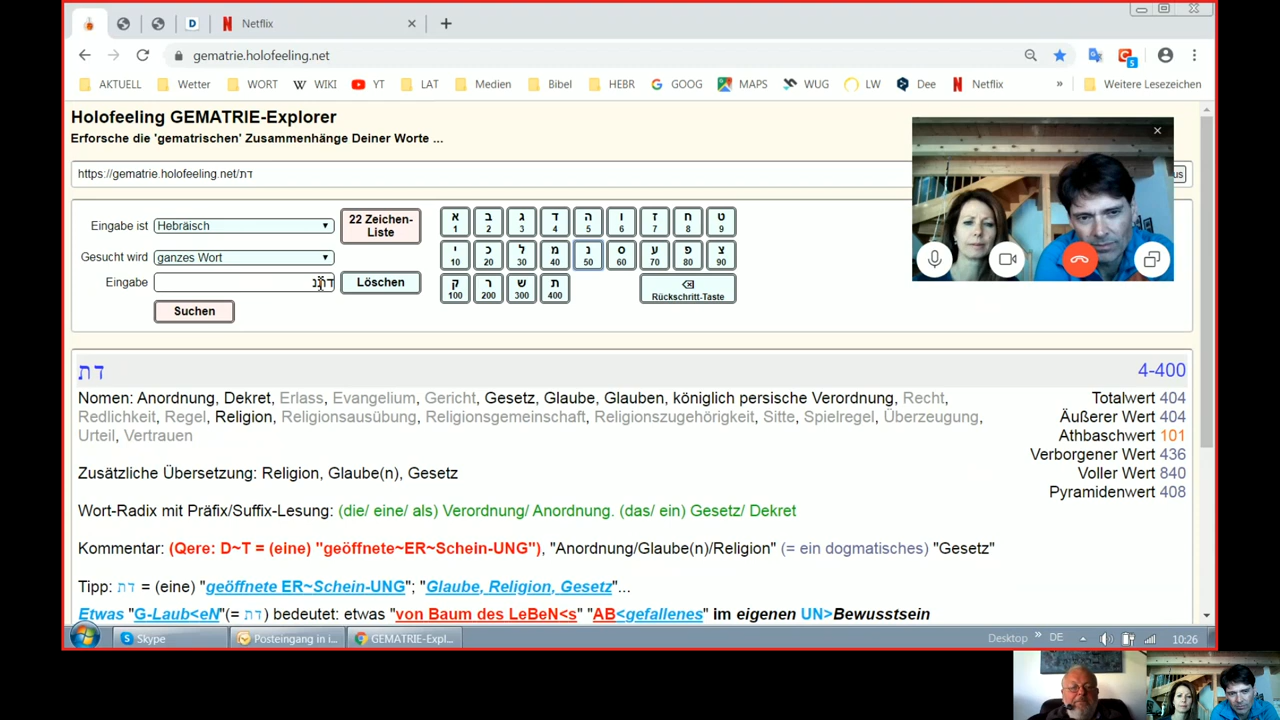 Netflix
gematrie.holofeeling.net
AKTUELL Wetter WORT WIKI YT LAT Medien Bibel HEBR GOOG MAPS WUG LW Dee Netflix » Weitere Lesezeichen
Holofeeling GEMATRIE-Explorer
Erforsche die 'gematrischen' Zusammenhänge Deiner Worte ...
https://gematrie.holofeeling.net/דת
Eingabe ist Hebräisch 22 Zeichen-Liste
Gesucht wird ganzes Wort
Eingabe Löschen
Suchen
א ב ג ד ה ו ז ח ט
1 2 3 4 5 6 7 8 9
י כ ל מ נ ס ע פ צ
10 20 30 40 50 60 70 80 90
ק ר ש ת
100 200 300 400 Rückschritt-Taste
דת 4-400
Nomen: Anordnung, Dekret, Erlass, Evangelium, Gericht, Gesetz, Glaube, Glauben, königlich persische Verordnung, Recht,
Redlichkeit, Regel, Religion, Religionsausübung, Religionsgemeinschaft, Religionszugehörigkeit, Sitte, Spielregel, Überzeugung,
Urteil, Vertrauen
Totalwert 404
Äußerer Wert 404
Athbaschwert 101
Verborgener Wert 436
Voller Wert 840
Pyramidenwert 408
Zusätzliche Übersetzung: Religion, Glaube(n), Gesetz
Wort-Radix mit Präfix/Suffix-Lesung: (die/ eine/ als) Verordnung/ Anordnung. (das/ ein) Gesetz/ Dekret
Kommentar: (Qere: D~T = (eine) "geöffnete~ER~Schein-UNG"), "Anordnung/Glaube(n)/Religion" (= ein dogmatisches) "Gesetz"
Tipp: דת = (eine) "geöffnete ER~Schein-UNG"; "Glaube, Religion, Gesetz"...
Etwas "G-Laub<eN"(= דת) bedeutet: etwas "von Baum des LeBeN<s" "AB<gefallenes" im eigenen UN>Bewusstsein
Skype Posteingang in i... GEMATRIE-Expl... Desktop » DE 10:26